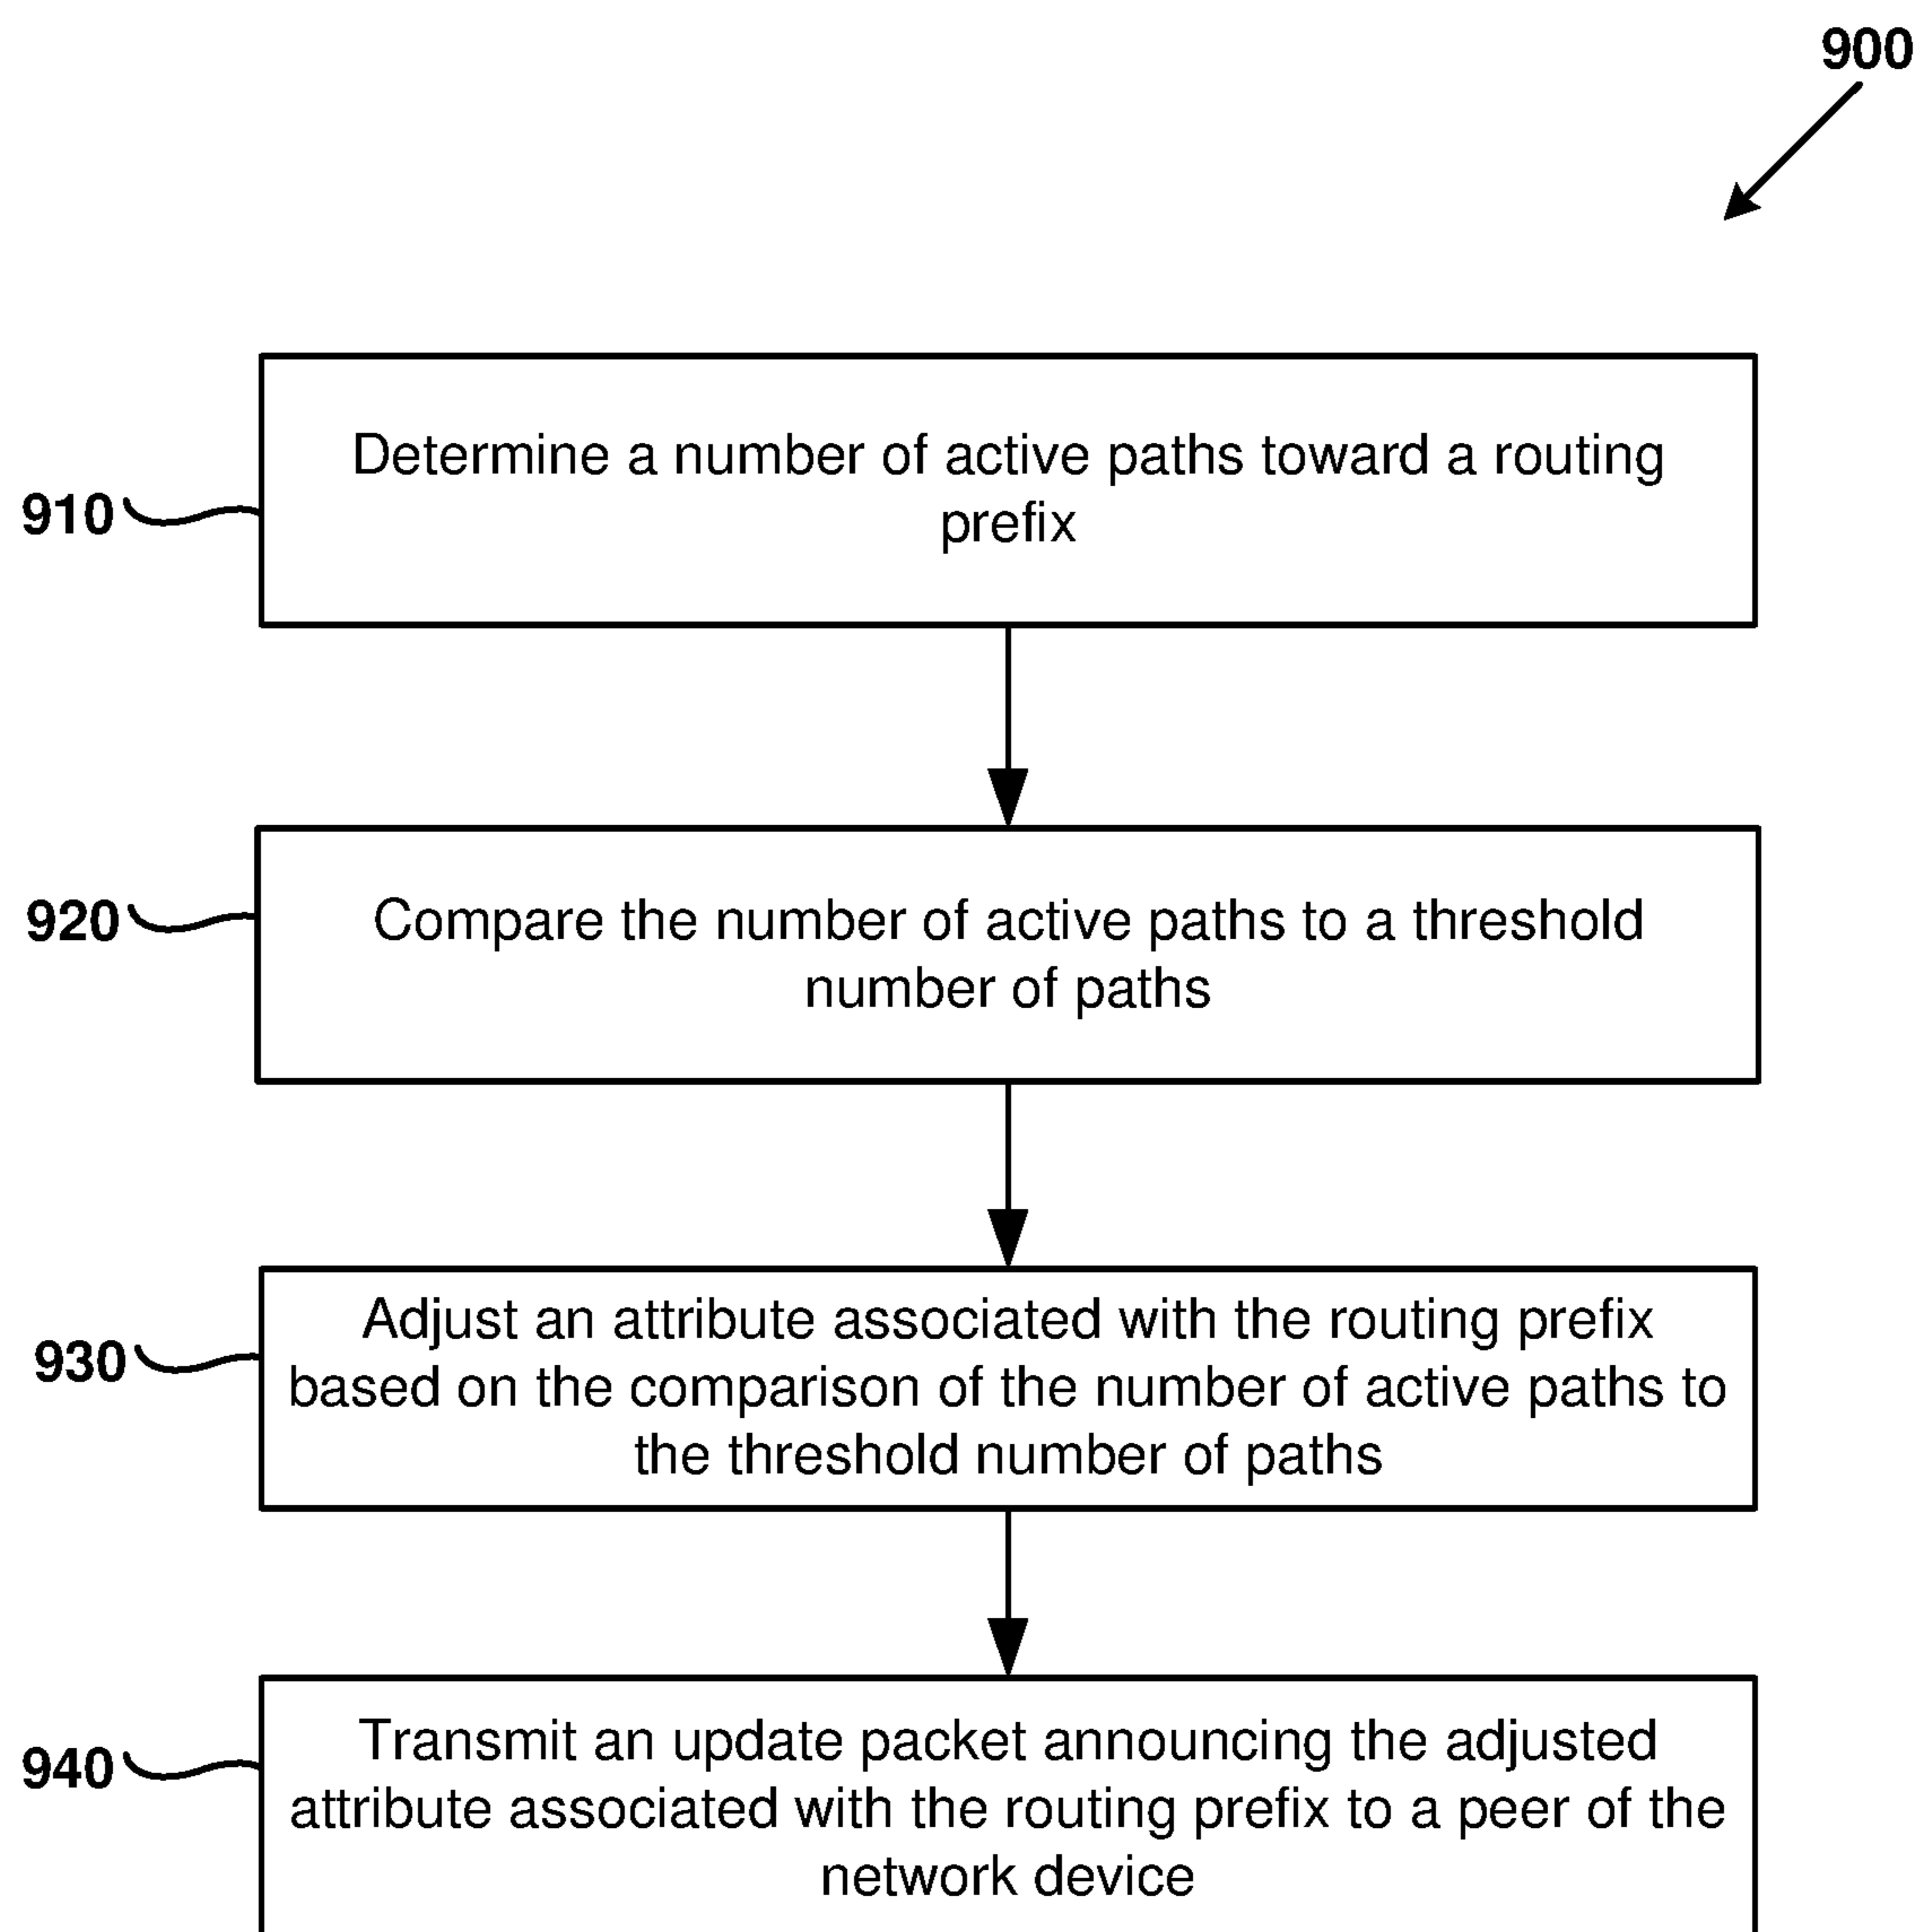 900
Determine a number of active paths toward a routing
prefix
910
Compare the number of active paths to a threshold
number of paths
920
Adjust an attribute associated with the routing prefix
based on the comparison of the number of active paths to
the threshold number of paths
930
Transmit an update packet announcing the adjusted
attribute associated with the routing prefix to a peer of the
network device
940